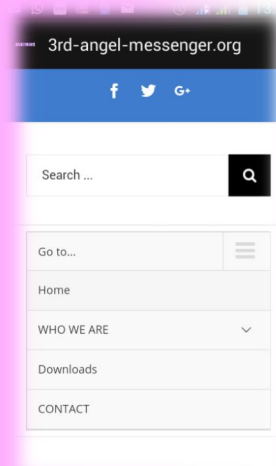 3rd-angel-messenger.org
f G+
Search ...
Go to...
Home
WHO WE ARE
Downloads
CONTACT